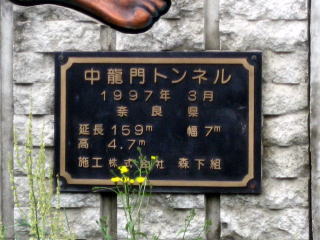 中龍門トンネル
1997年 3月
奈良県
延長 159m 幅 7m
高 4.7m
施工 株式会社 森下組